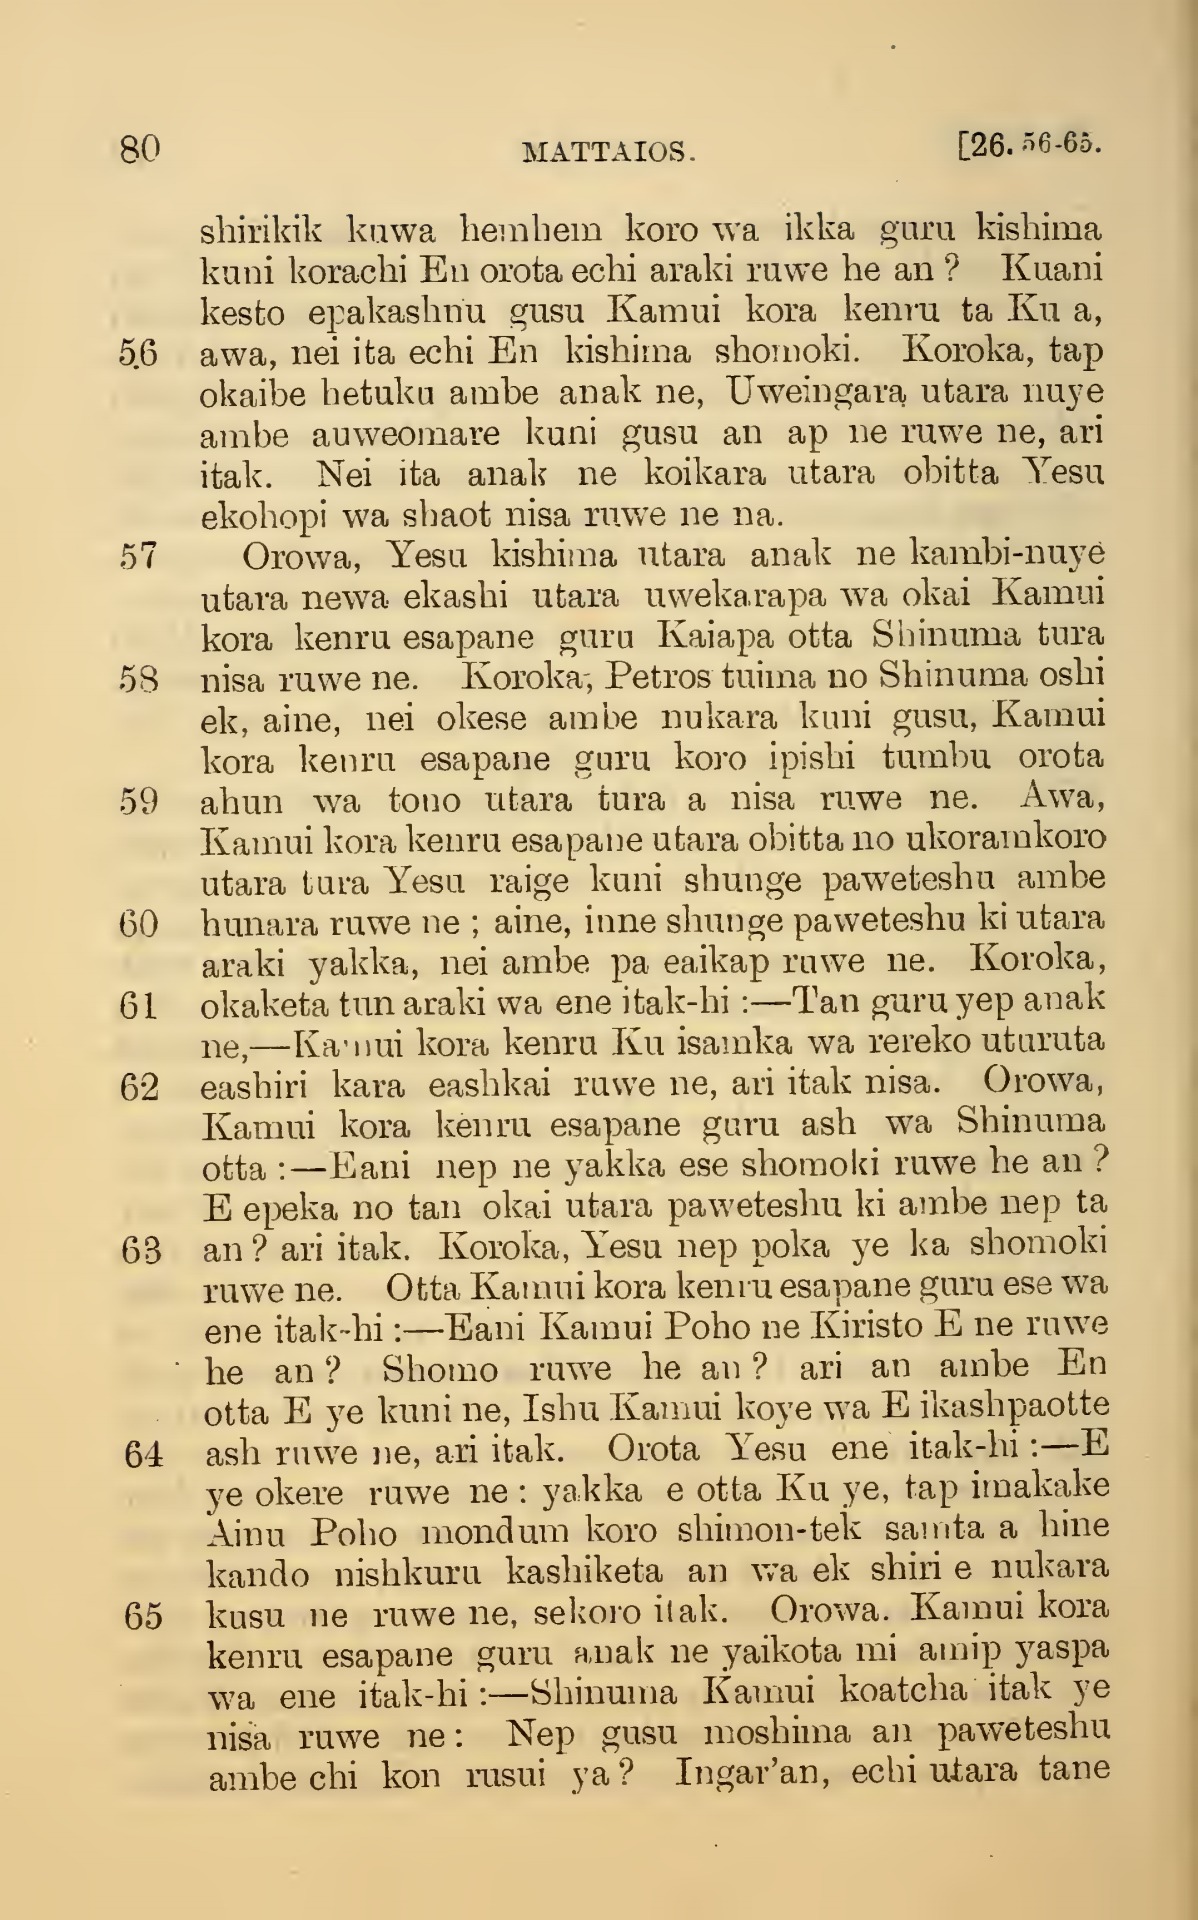 80 MATTAIOS. [26. 56-65.
shirikik kuwa hemhem koro wa ikka guru kishima
kuni korachi En orota echi araki ruwe he an ? Kuani
kesto epakashnu gusu Kamui kora kenru ta Ku a,
56 awa, nei ita echi En kishima shomoki. Koroka, tap
okaibe hetuku ambe anak ne, Uweingara utara nuye
ambe auweomare kuni gusu an ap ne ruwe ne, ari
itak. Nei ita anak ne koikara utara obitta Yesu
ekohopi wa shaot nisa ruwe ne na.
57 Orowa, Yesu kishima utara anak ne kambi-nuye
utara newa ekashi utara uwekarapa wa okai Kamui
kora kenru esapane guru Kaiapa otta Shinuma tura
58 nisa ruwe ne. Koroka, Petros tuima no Shinuma oshi
ek, aine, nei okese ambe nukara kuni gusu, Kamui
kora kenru esapane guru koro ipishi tumbu orota
59 ahun wa tono utara tura a nisa ruwe ne. Awa,
Kamui kora kenru esapane utara obitta no ukoramkoro
utara tura Yesu raige kuni shunge paweteshu ambe
60 hunara ruwe ne ; aine, inne shunge paweteshu ki utara
araki yakka, nei ambe pa eaikap ruwe ne. Koroka,
61 okaketa tun araki wa ene itak-hi :—Tan guru yep anak
ne,—Kamui kora kenru Ku isamka wa rereko uturuta
62 eashiri kara eashkai ruwe ne, ari itak nisa. Orowa,
Kamui kora kenru esapane guru ash wa Shinuma
otta :—Eani nep ne yakka ese shomoki ruwe he an ?
E epeka no tan okai utara paweteshu ki ambe nep ta
63 an ? ari itak. Koroka, Yesu nep poka ye ka shomoki
ruwe ne. Otta Kamui kora kenru esapane guru ese wa
ene itak-hi :—Eani Kamui Poho ne Kiristo E ne ruwe
he an ? Shomo ruwe he an ? ari an ambe En
otta E ye kuni ne, Ishu Kamui koye wa E ikashpaotte
64 ash ruwe ne, ari itak. Orota Yesu ene itak-hi :—E
ye okere ruwe ne : yakka e otta Ku ye, tap imakake
Ainu Poho mondum koro shimon-tek samta a hine
kando nishkuru kashiketa an wa ek shiri e nukara
65 kusu ne ruwe ne, sekoro itak. Orowa. Kamui kora
kenru esapane guru anak ne yaikota mi amip yaspa
wa ene itak-hi :—Shinuma Kamui koatcha itak ye
nisa ruwe ne : Nep gusu moshima an paweteshu
ambe chi kon rusui ya ? Ingar'an, echi utara tane